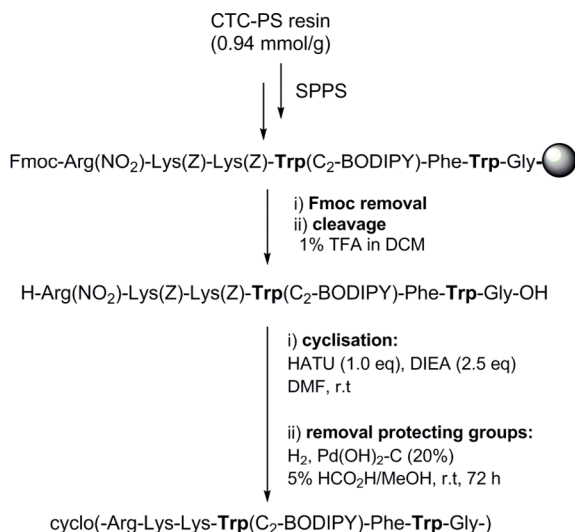 CTC-PS resin
(0.94 mmol/g)
SPPS
Fmoc-Arg(NO₂)-Lys(Z)-Lys(Z)-Trp(C₂-BODIPY)-Phe-Trp-Gly-
i) Fmoc removal
ii) cleavage
1% TFA in DCM
H-Arg(NO₂)-Lys(Z)-Lys(Z)-Trp(C₂-BODIPY)-Phe-Trp-Gly-OH
i) cyclisation:
HATU (1.0 eq), DIEA (2.5 eq)
DMF, r.t
ii) removal protecting groups:
H₂, Pd(OH)₂-C (20%)
5% HCO₂H/MeOH, r.t, 72 h
cyclo(-Arg-Lys-Lys-Trp(C₂-BODIPY)-Phe-Trp-Gly-)